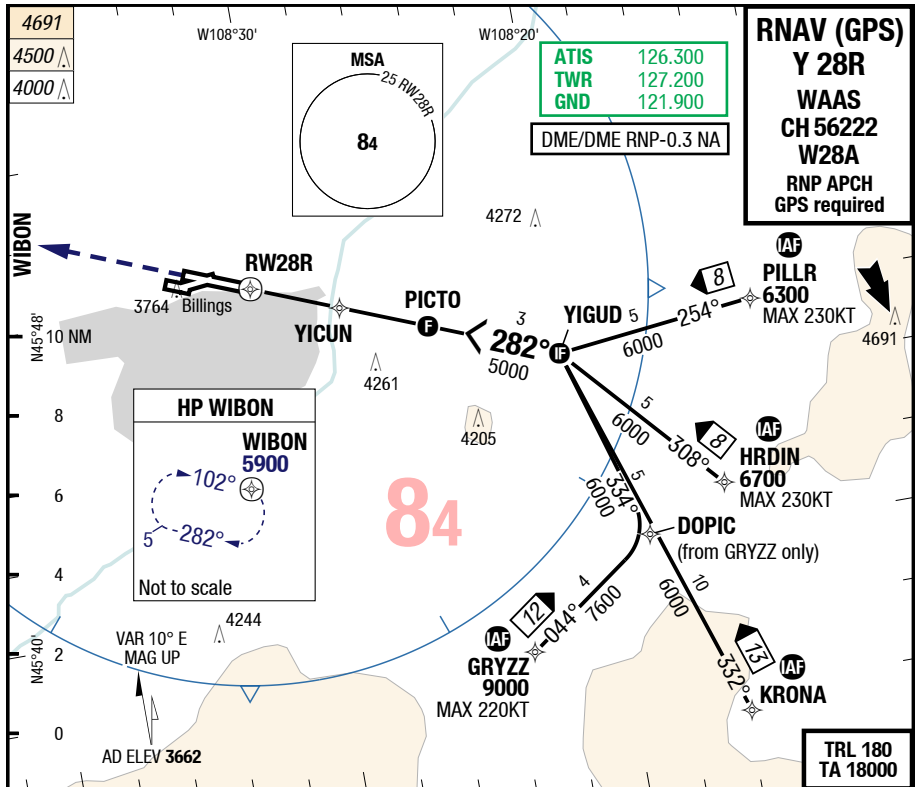 4691
4500
4000
W108°30'
W108°20'
MSA
25 RW28R
84
ATIS 126.300
TWR 127.200
GND 121.900
DME/DME RNP-0.3 NA
RNAV (GPS)
Y 28R
WAAS
CH 56222
W28A
RNP APCH
GPS required
WIBON
4272
IAF
PILLR
6300
MAX 230KT
8
254°
5
6000
4691
RW28R
3764
Billings
YICUN
PICTO
F
3
282°
5000
YIGUD
IF
N45°48'
10 NM
4261
4205
5
6000
308°
8
IAF
HRDIN
6700
MAX 230KT
8
HP WIBON
WIBON
5900
102°
282°
5
Not to scale
6
84
5
334°
6000
DOPIC
(from GRYZZ only)
4
10
6000
4
7600
044°
12
IAF
GRYZZ
9000
MAX 220KT
332°
13
IAF
KRONA
4244
VAR 10° E
MAG UP
N45°40'
2
0
AD ELEV 3662
TRL 180
TA 18000